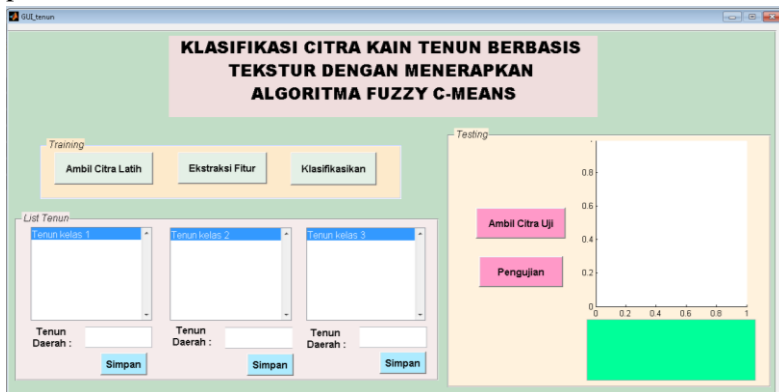 GUI_tenun
KLASIFIKASI CITRA KAIN TENUN BERBASIS
TEKSTUR DENGAN MENERAPKAN
ALGORITMA FUZZY C-MEANS
Training
Ambil Citra Latih
Ekstraksi Fitur
Klasifikasikan
List Tenun
Tenun kelas 1
Tenun kelas 2
Tenun kelas 3
Tenun
Daerah :
Simpan
Tenun
Daerah :
Simpan
Tenun
Daerah :
Simpan
Testing
Ambil Citra Uji
Pengujian
0.8
0.6
0.4
0.2
0
0 0.2 0.4 0.6 0.8 1